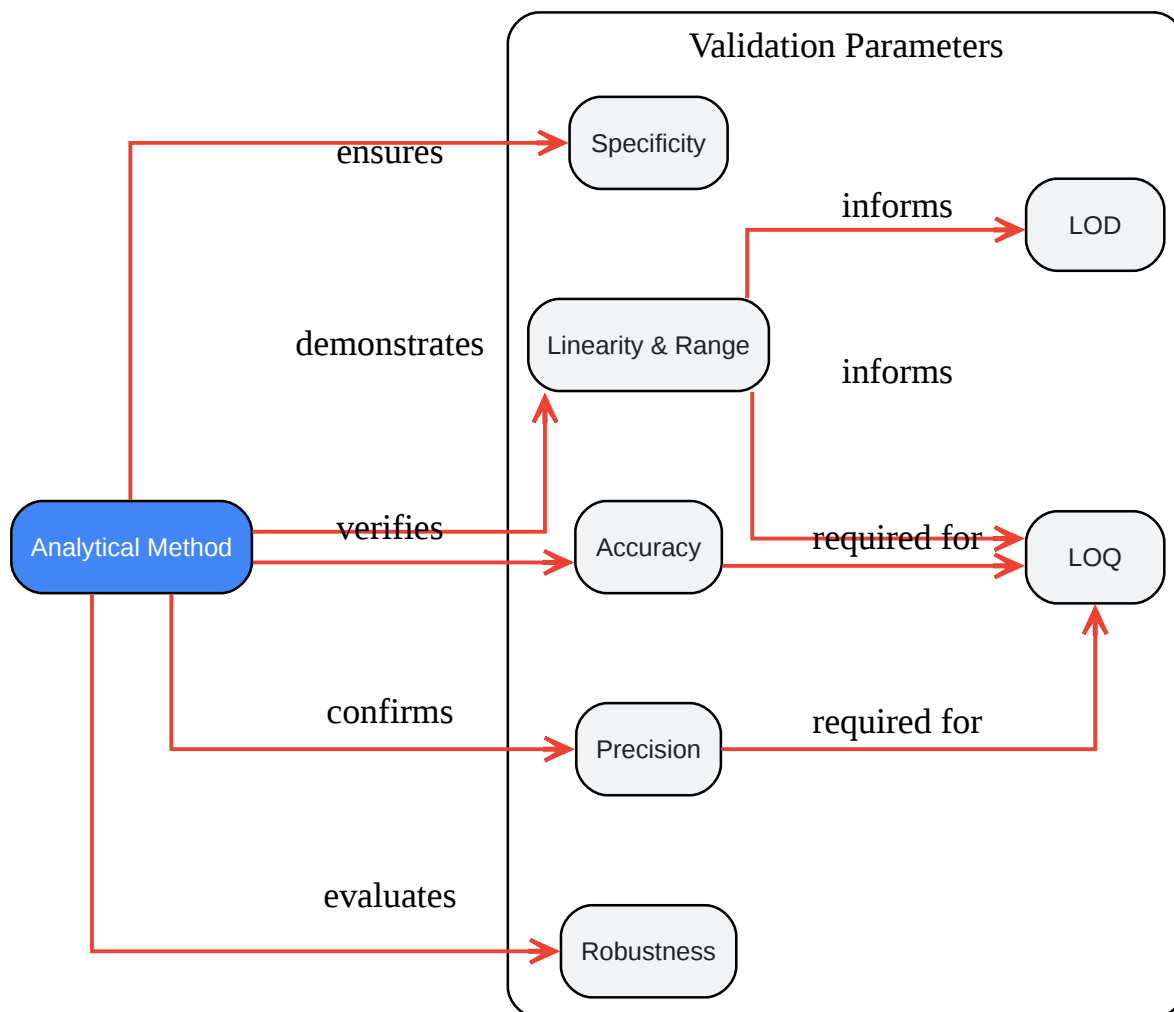 Validation Parameters
Specificity
ensures
informs
LOD
demonstrates
Linearity & Range
informs
verifies
required for
Analytical Method
Accuracy
LOQ
confirms
required for
Precision
evaluates
Robustness